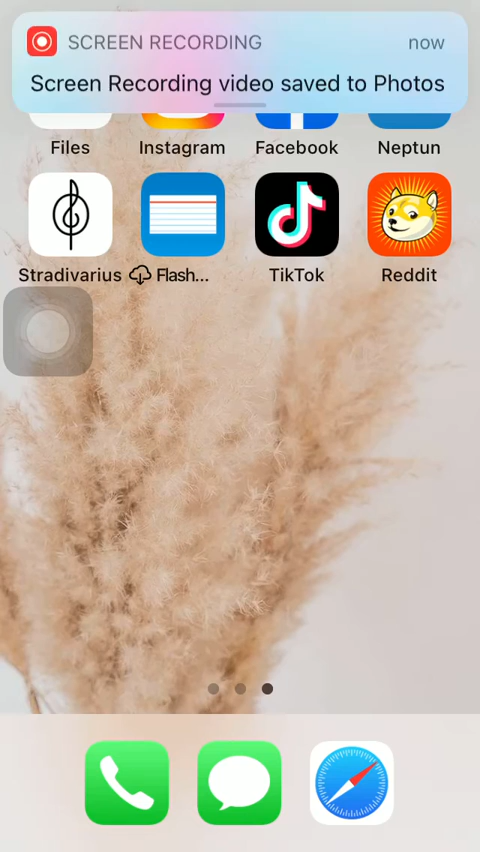 SCREEN RECORDING now
Screen Recording video saved to Photos
Files Instagram Facebook Neptun
Stradivarius Flash... TikTok Reddit